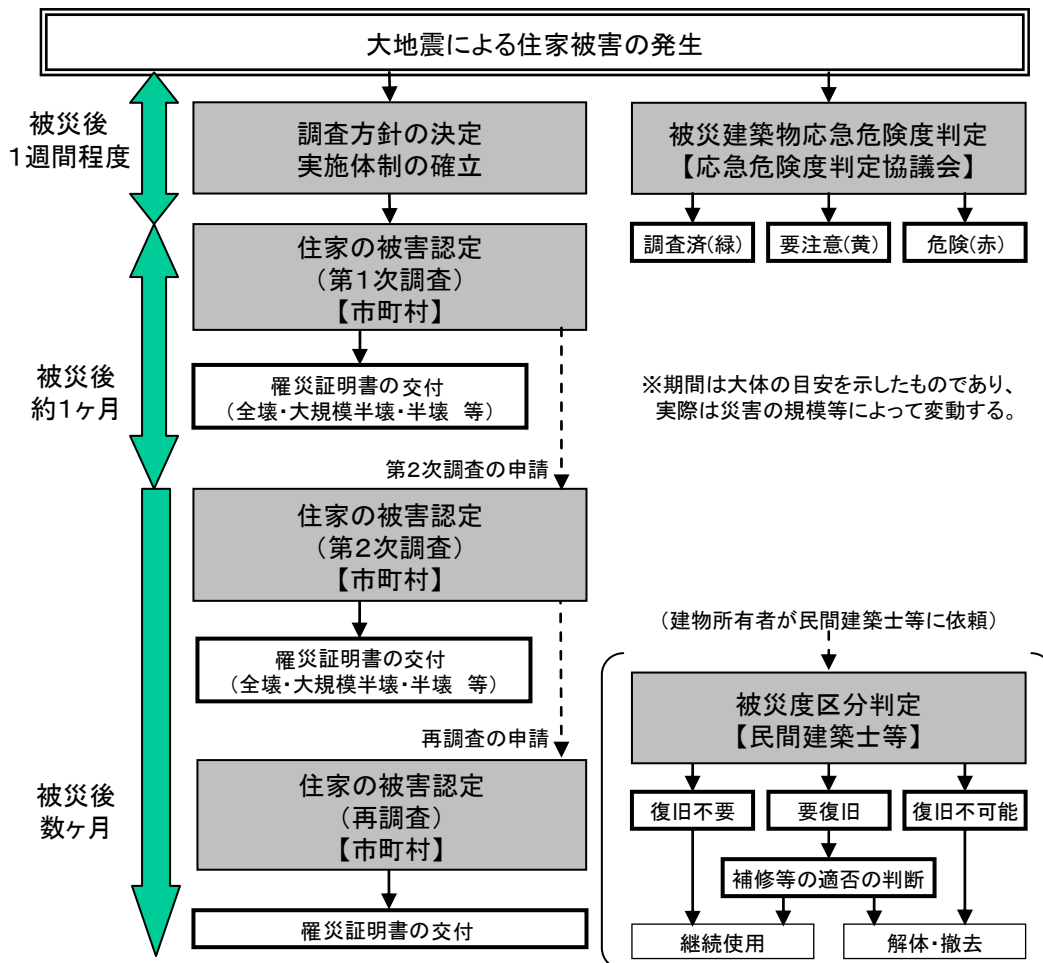 大地震による住家被害の発生
被災後
1週間程度
調査方針の決定
実施体制の確立
被災建築物応急危険度判定
【応急危険度判定協議会】
調査済(緑)
要注意(黄)
危険(赤)
住家の被害認定
(第1次調査)
【市町村】
被災後
約1ヶ月
罹災証明書の交付
(全壊・大規模半壊・半壊 等)
※期間は大体の目安を示したものであり、
実際は災害の規模等によって変動する。
第2次調査の申請
住家の被害認定
(第2次調査)
【市町村】
罹災証明書の交付
(全壊・大規模半壊・半壊 等)
(建物所有者が民間建築士等に依頼)
被災度区分判定
【民間建築士等】
再調査の申請
被災後
数ヶ月
住家の被害認定
(再調査)
【市町村】
復旧不要
要復旧
復旧不可能
補修等の適否の判断
罹災証明書の交付
継続使用
解体・撤去